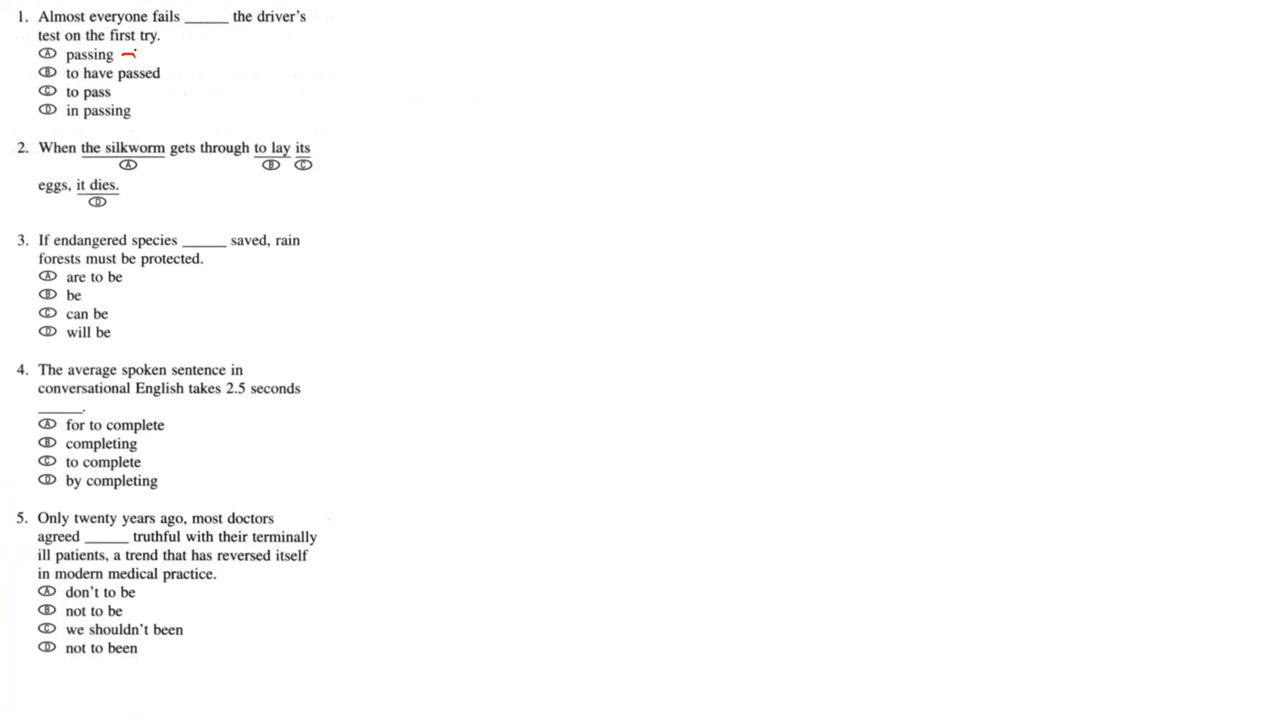 1. Almost everyone fails ______ the driver's
test on the first try.
Ⓐ passing
Ⓑ to have passed
Ⓒ to pass
Ⓓ in passing
2. When the silkworm gets through to lay its
Ⓐ Ⓑ Ⓒ
eggs, it dies.
Ⓓ
3. If endangered species ______ saved, rain
forests must be protected.
Ⓐ are to be
Ⓑ be
Ⓒ can be
Ⓓ will be
4. The average spoken sentence in
conversational English takes 2.5 seconds
______.
Ⓐ for to complete
Ⓑ completing
Ⓒ to complete
Ⓓ by completing
5. Only twenty years ago, most doctors
agreed ______ truthful with their terminally
ill patients, a trend that has reversed itself
in modern medical practice.
Ⓐ don't to be
Ⓑ not to be
Ⓒ we shouldn't been
Ⓓ not to been